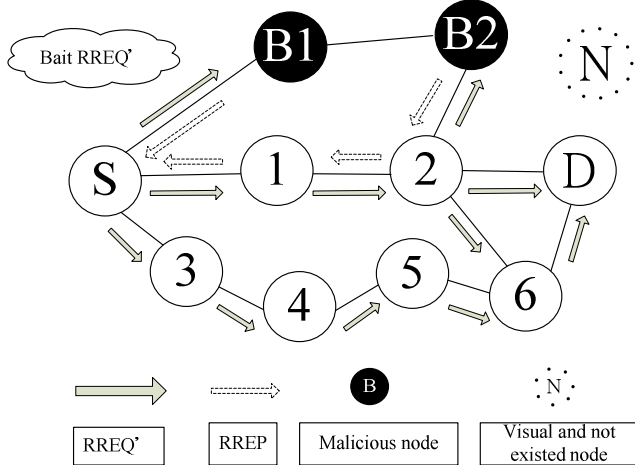 Bait RREQ'
B1
B2
N
S
1
2
D
3
4
5
6
B
N
RREQ'
RREP
Malicious node
Visual and not
existed node